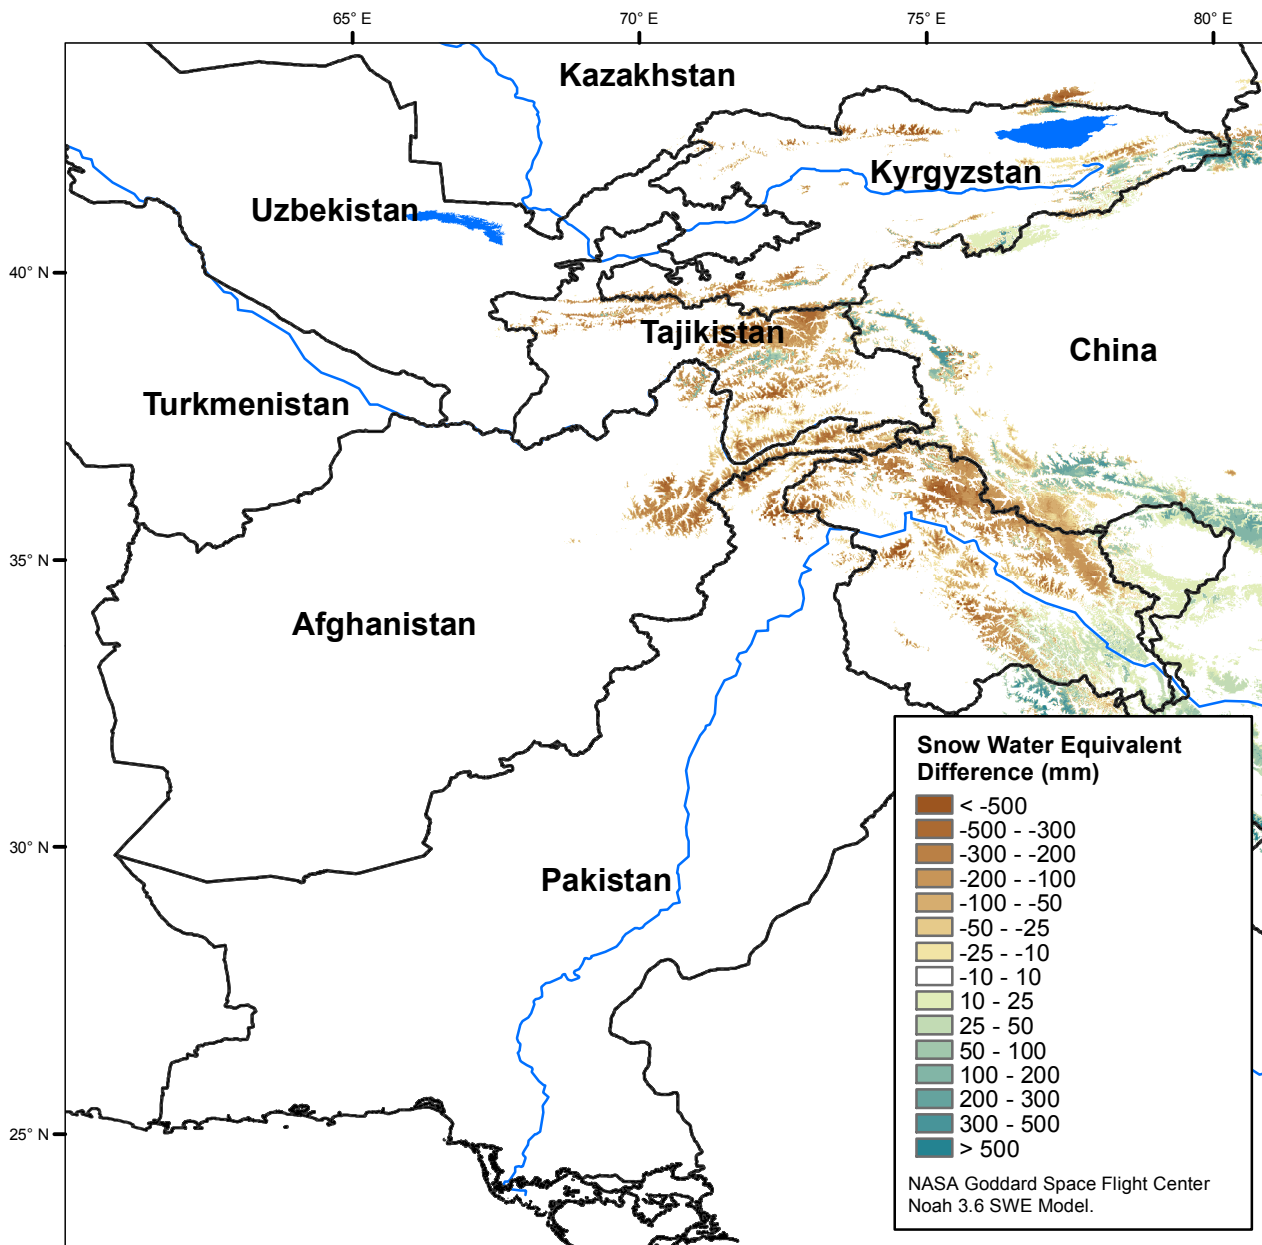 65° E
70° E
75° E
80° E
Kazakhstan
Kyrgyzstan
Uzbekistan
40° N
Tajikistan
China
Turkmenistan
35° N
Afghanistan
Snow Water Equivalent
Difference (mm)
< -500
-500 - -300
-300 - -200
-200 - -100
-100 - -50
-50 - -25
-25 - -10
-10 - 10
10 - 25
25 - 50
50 - 100
100 - 200
200 - 300
300 - 500
> 500
NASA Goddard Space Flight Center
Noah 3.6 SWE Model.
30° N
Pakistan
25° N